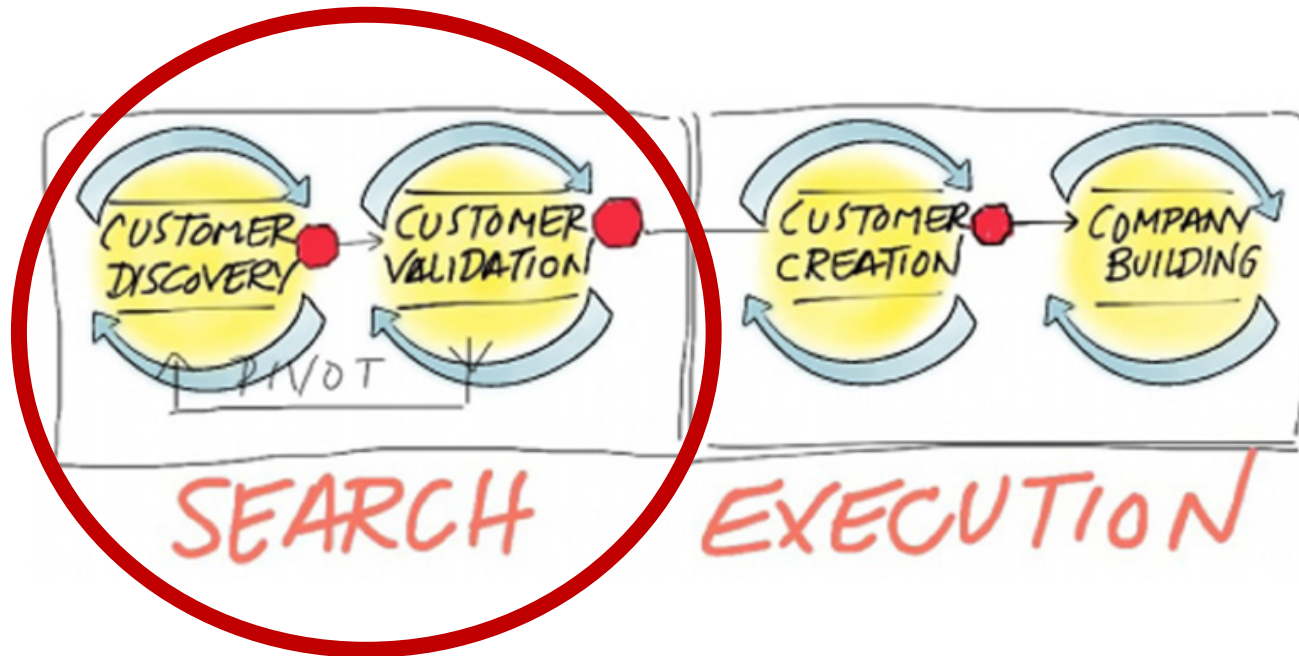 CUSTOMER
DISCOVERY
CUSTOMER
VALIDATION
PIVOT
CUSTOMER
CREATION
COMPANY
BUILDING
SEARCH
EXECUTION